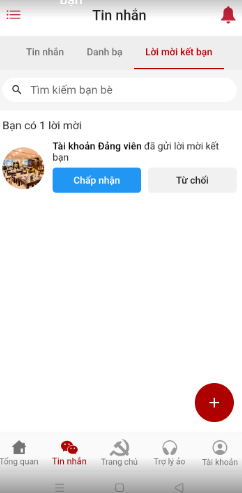 bạn
Tin nhắn
Tin nhắn
Danh bạ
Lời mời kết bạn
Tìm kiếm bạn bè
Bạn có 1 lời mời
Tài khoản Đảng viên đã gửi lời mời kết
bạn
Chấp nhận
Từ chối
+
Tổng quan
Tin nhắn
Trang chủ
Trợ lý ảo
Tài khoản